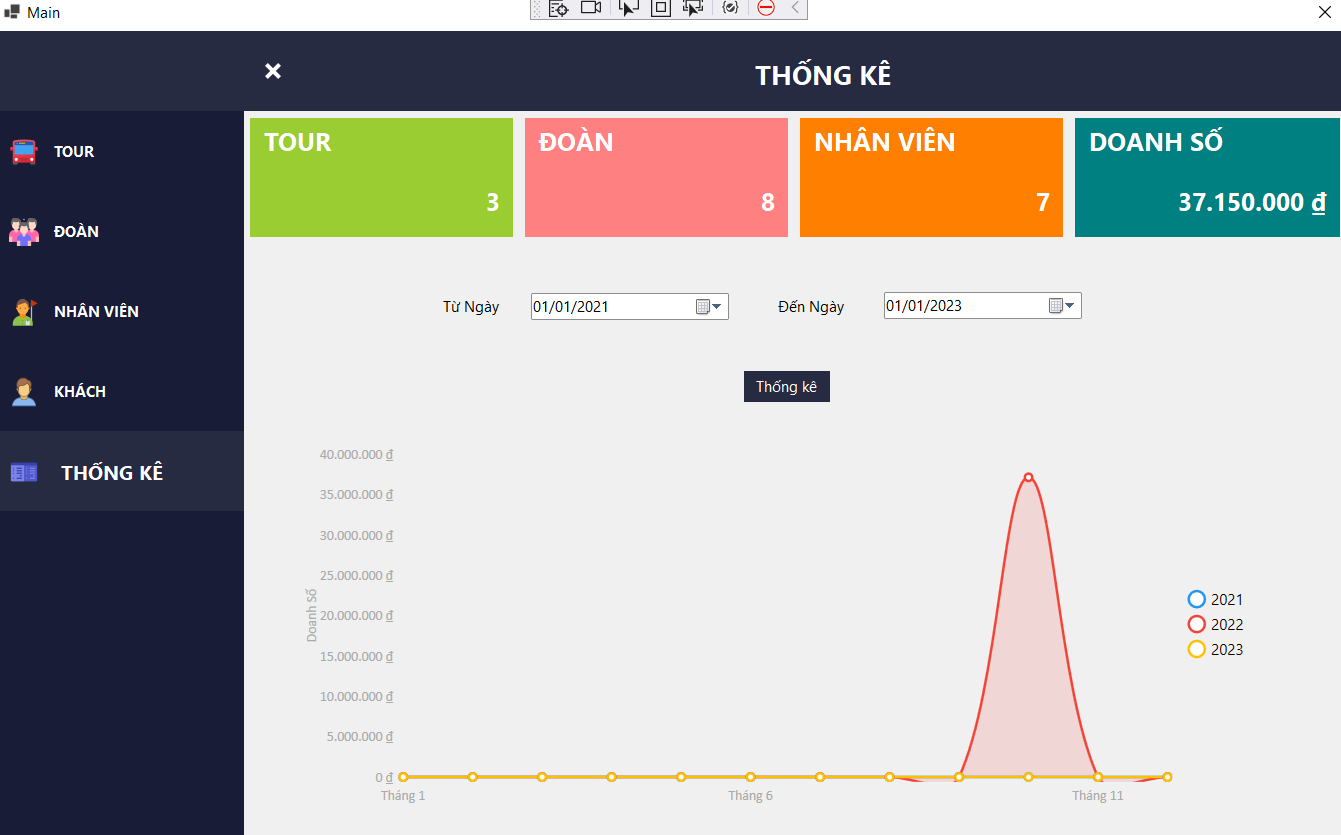 Main
THỐNG KÊ
TOUR
ĐOÀN
NHÂN VIÊN
KHÁCH
THỐNG KÊ
TOUR
3
ĐOÀN
8
NHÂN VIÊN
7
DOANH SỐ
37.150.000 ₫
Từ Ngày
01/01/2021
Đến Ngày
01/01/2023
Thống kê
Doanh Số
40.000.000 ₫
35.000.000 ₫
30.000.000 ₫
25.000.000 ₫
20.000.000 ₫
15.000.000 ₫
10.000.000 ₫
5.000.000 ₫
0 ₫
Tháng 1
Tháng 6
Tháng 11
2021
2022
2023